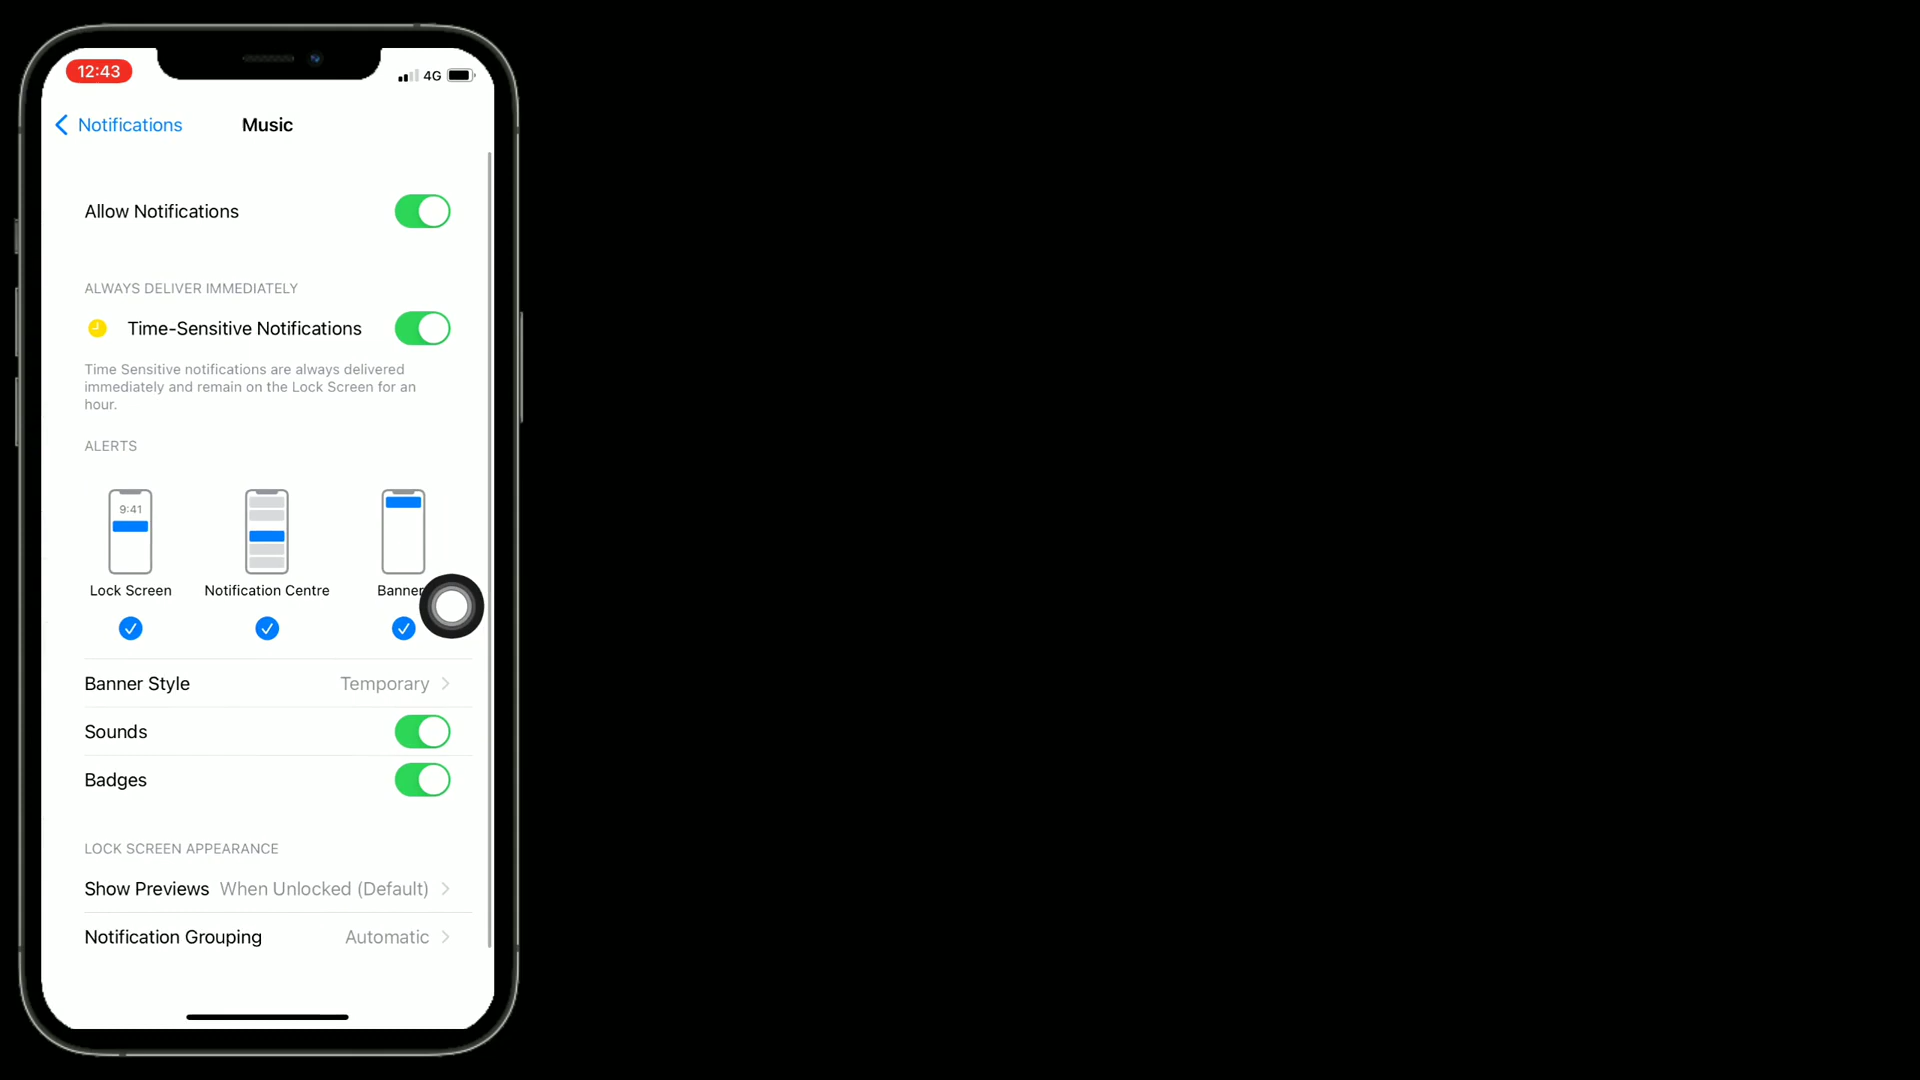 12:43
4G
Notifications
Music
Allow Notifications
ALWAYS DELIVER IMMEDIATELY
Time-Sensitive Notifications
Time Sensitive notifications are always delivered
immediately and remain on the Lock Screen for an
hour.
ALERTS
9:41
Lock Screen
Notification Centre
Banner
Banner Style
Temporary
Sounds
Badges
LOCK SCREEN APPEARANCE
Show Previews
When Unlocked (Default)
Notification Grouping
Automatic